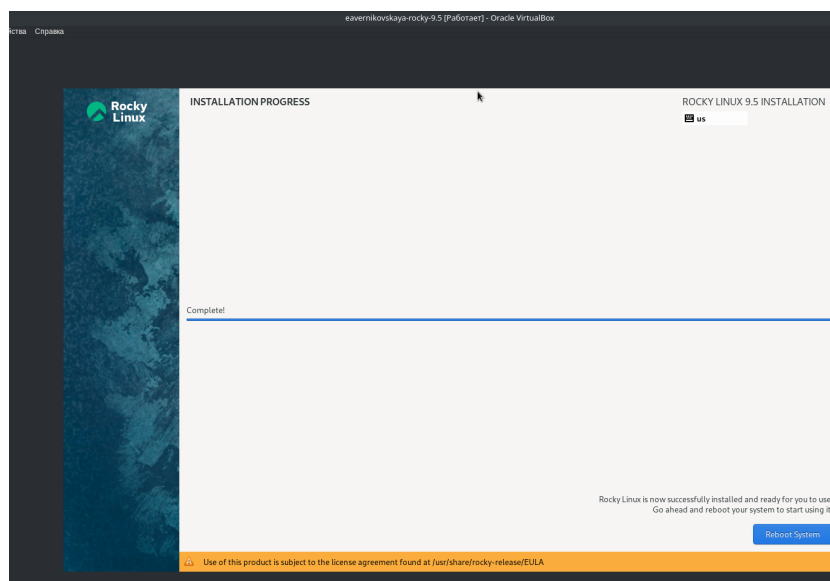 eavernikovskaya-rocky-9.5 [Работает] - Oracle VirtualBox
йства Справка
Rocky
Linux
INSTALLATION PROGRESS
ROCKY LINUX 9.5 INSTALLATION
us
Complete!
Rocky Linux is now successfully installed and ready for you to use
Go ahead and reboot your system to start using it
Reboot System
Use of this product is subject to the license agreement found at /usr/share/rocky-release/EULA